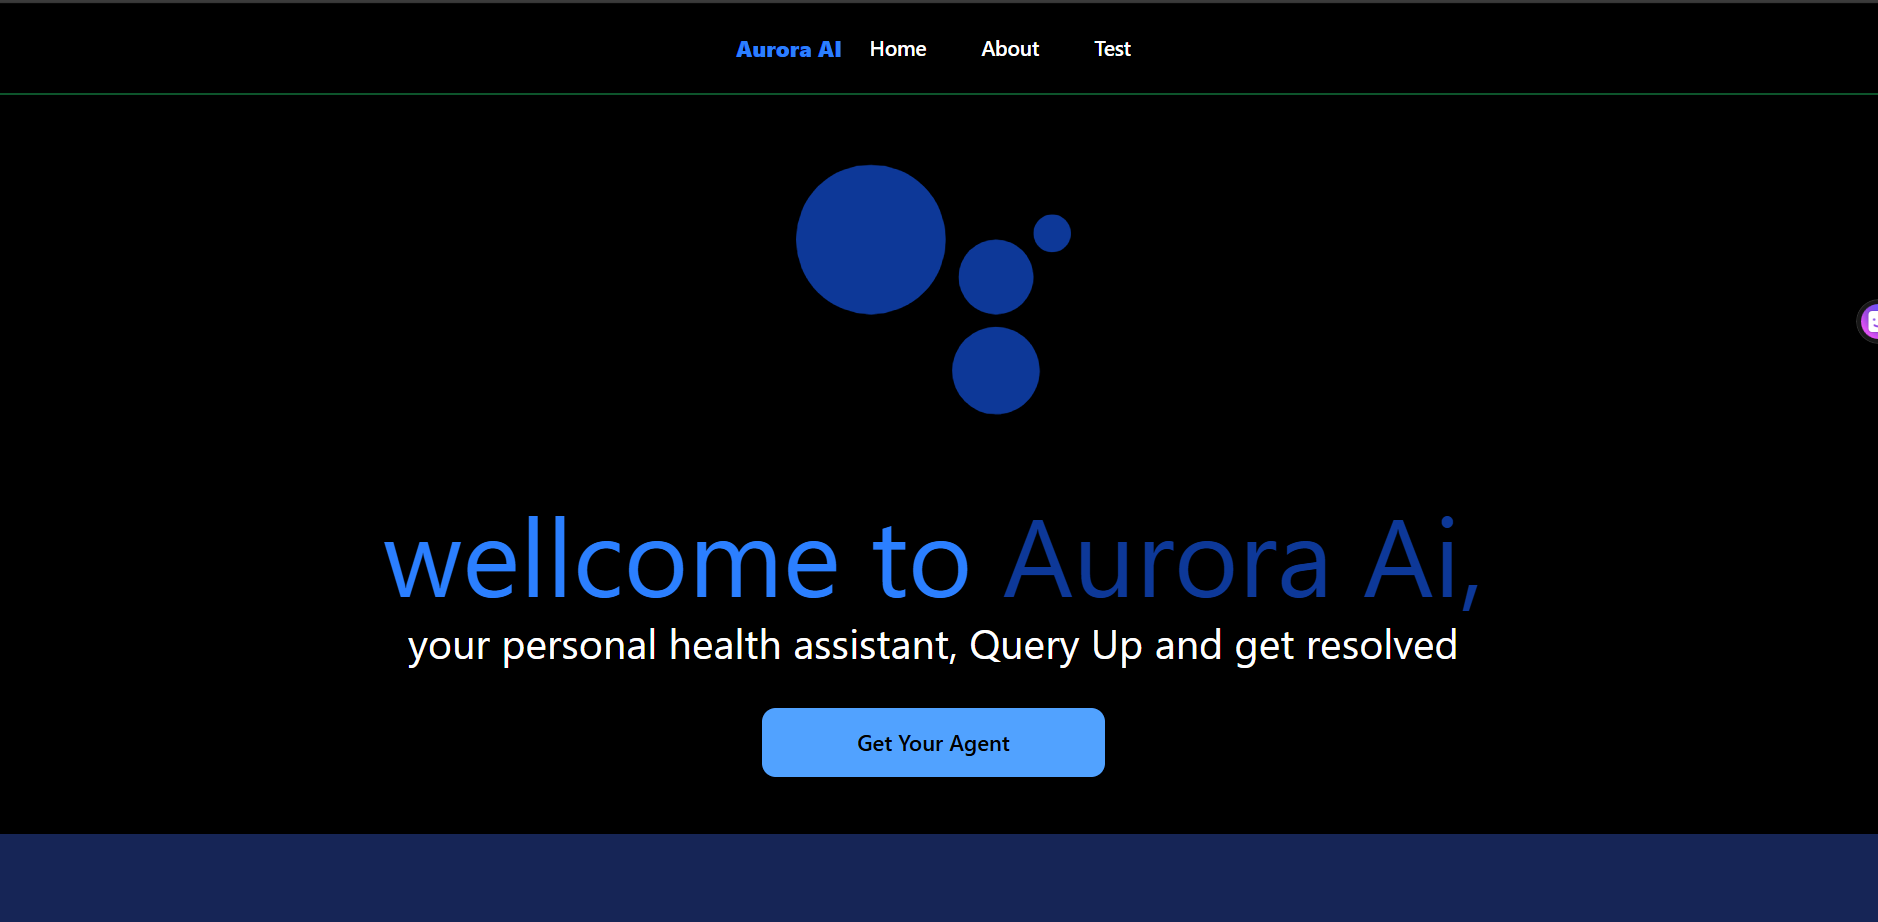 Aurora AI Home About Test
wellcome to Aurora Ai,
your personal health assistant, Query Up and get resolved
Get Your Agent